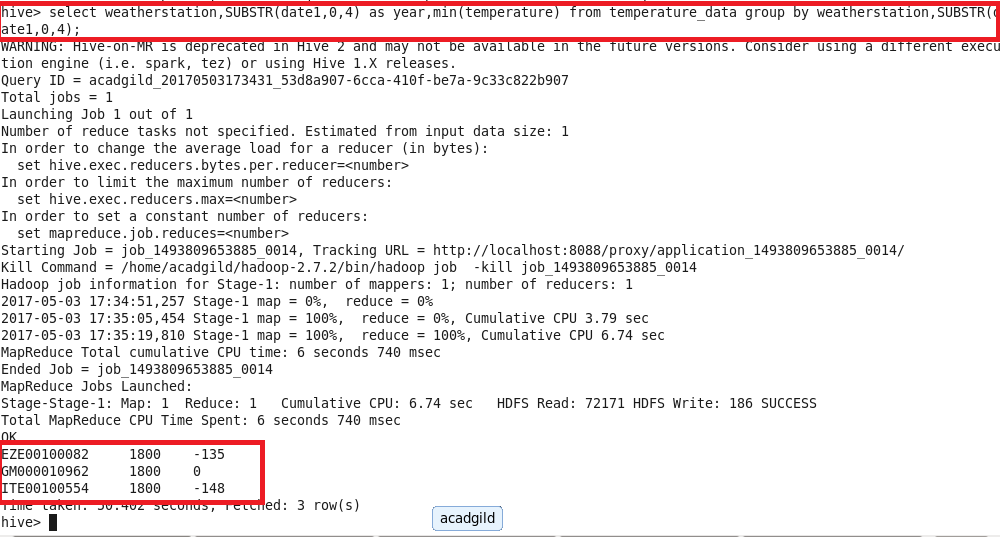 hive> select weatherstation,SUBSTR(date1,0,4) as year,min(temperature) from temperature_data group by weatherstation,SUBSTR(d
ate1,0,4);
WARNING: Hive-on-MR is deprecated in Hive 2 and may not be available in the future versions. Consider using a different execu
tion engine (i.e. spark, tez) or using Hive 1.X releases.
Query ID = acadgild_20170503173431_53d8a907-6cca-410f-be7a-9c33c822b907
Total jobs = 1
Launching Job 1 out of 1
Number of reduce tasks not specified. Estimated from input data size: 1
In order to change the average load for a reducer (in bytes):
  set hive.exec.reducers.bytes.per.reducer=<number>
In order to limit the maximum number of reducers:
  set hive.exec.reducers.max=<number>
In order to set a constant number of reducers:
  set mapreduce.job.reduces=<number>
Starting Job = job_1493809653885_0014, Tracking URL = http://localhost:8088/proxy/application_1493809653885_0014/
Kill Command = /home/acadgild/hadoop-2.7.2/bin/hadoop job  -kill job_1493809653885_0014
Hadoop job information for Stage-1: number of mappers: 1; number of reducers: 1
2017-05-03 17:34:51,257 Stage-1 map = 0%,  reduce = 0%
2017-05-03 17:35:05,454 Stage-1 map = 100%,  reduce = 0%, Cumulative CPU 3.79 sec
2017-05-03 17:35:19,810 Stage-1 map = 100%,  reduce = 100%, Cumulative CPU 6.74 sec
MapReduce Total cumulative CPU time: 6 seconds 740 msec
Ended Job = job_1493809653885_0014
MapReduce Jobs Launched:
Stage-Stage-1: Map: 1  Reduce: 1   Cumulative CPU: 6.74 sec   HDFS Read: 72171 HDFS Write: 186 SUCCESS
Total MapReduce CPU Time Spent: 6 seconds 740 msec
OK
EZE00100082     1800    -135
GM000010962     1800    0
ITE00100554     1800    -148
Time taken: 50.402 seconds, Fetched: 3 row(s)
hive>
acadgild